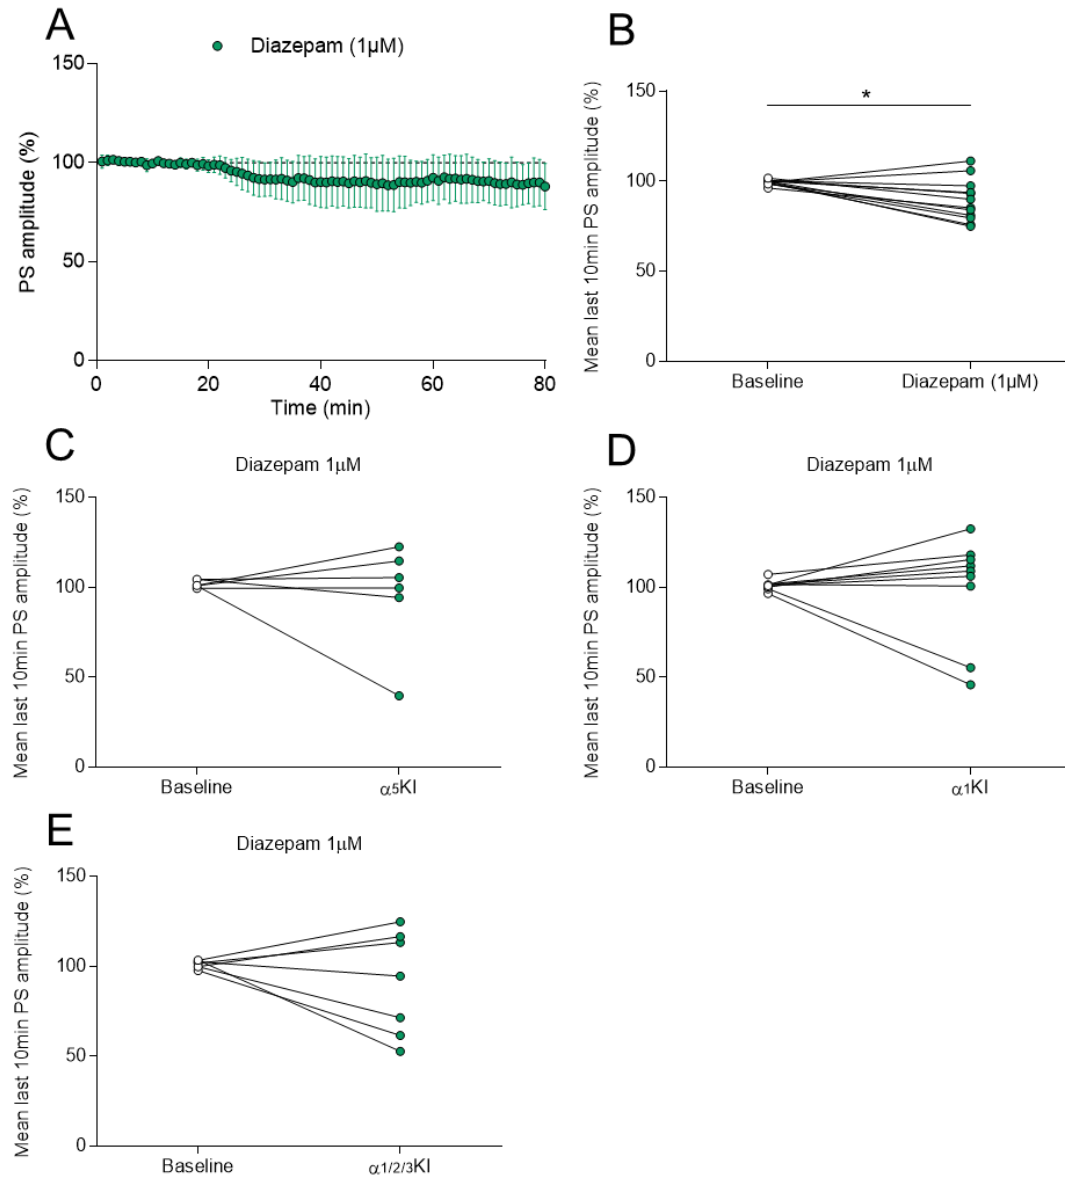 A
Diazepam (1µM)
150
100
50
0
PS amplitude (%)
0
20
40
60
80
Time (min)
B
150
100
50
0
Mean last 10min PS amplitude (%)
*
Baseline
Diazepam (1µM)
C
Diazepam 1µM
150
100
50
0
Mean last 10min PS amplitude (%)
Baseline
α5KI
D
Diazepam 1µM
150
100
50
0
Mean last 10min PS amplitude (%)
Baseline
α1KI
E
Diazepam 1µM
150
100
50
0
Mean last 10min PS amplitude (%)
Baseline
α1/2/3KI